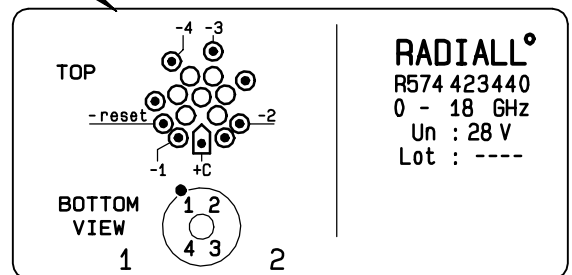 -4 -3
TOP
-reset
-2
-1
+C
BOTTOM
VIEW
1 2
4 3
1 2
RADIALL°
R574 423440
0 - 18 GHz
Un : 28 V
Lot : ----